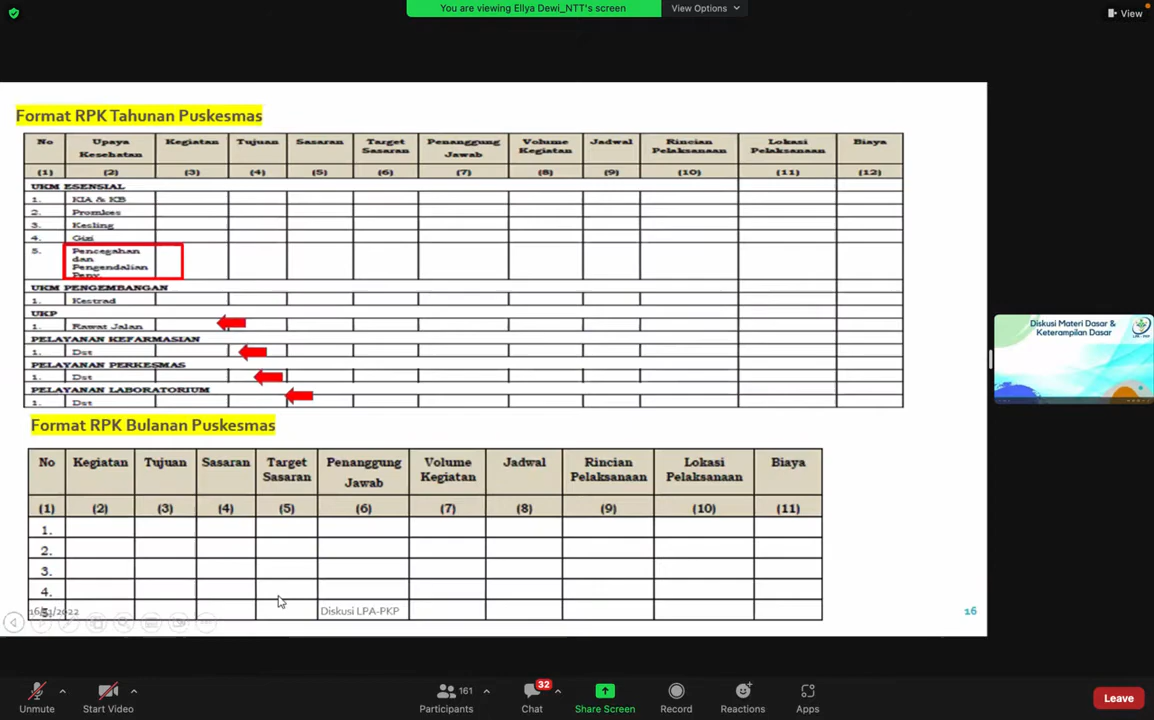 You are viewing Ellya Dewi_NTT's screen
View Options
View
Format RPK Tahunan Puskesmas
No Upaya Kesehatan Kegiatan Tujuan Sasaran Target Sasaran Penanggung Jawab Volume Kegiatan Jadwal Rincian Pelaksanaan Lokasi Pelaksanaan Biaya
(1) (2) (3) (4) (5) (6) (7) (8) (9) (10) (11) (12)
UKM ESENSIAL
1. KIA & KB
2. Promkes
3. Kesling
4. Gizi
5. Pencegahan
dan
Pengendalian
Peny.
UKM PENGEMBANGAN
1. Kestrad
UKP
1. Rawat Jalan
PELAYANAN KEFARMASIAN
1. Dst
PELAYANAN PERKESMAS
1. Dst
PELAYANAN LABORATORIUM
1. Dst
Diskusi Materi Dasar &
Keterampilan Dasar
LPA - PKP
Format RPK Bulanan Puskesmas
No Kegiatan Tujuan Sasaran Target Sasaran Penanggung Jawab Volume Kegiatan Jadwal Rincian Pelaksanaan Lokasi Pelaksanaan Biaya
(1) (2) (3) (4) (5) (6) (7) (8) (9) (10) (11)
1.
2.
3.
4.
5.
Diskusi LPA-PKP
16
Unmute
Start Video
161
Participants
32
Chat
Share Screen
Record
Reactions
Apps
Leave